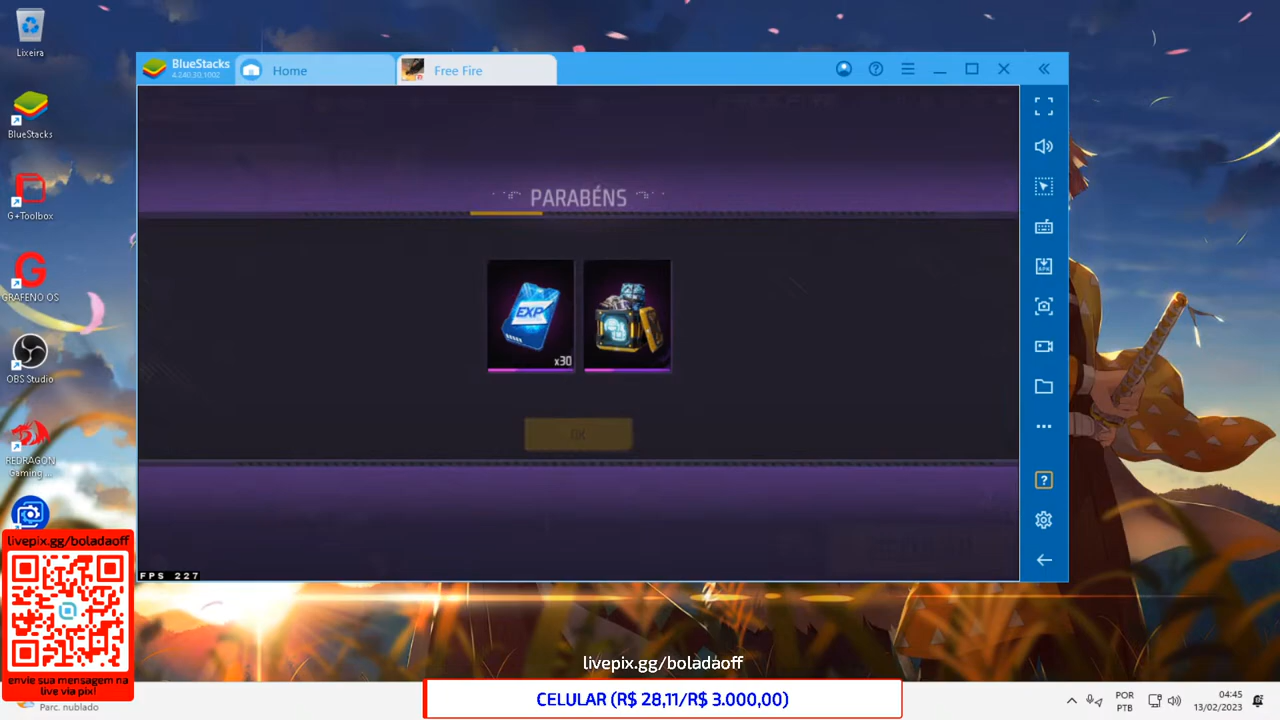 Lixeira
BlueStacks
G+Toolbox
GRAFENO OS
OBS Studio
REDRAGON
Gaming ...
BlueStacks
4.240.30.1002
Home
Free Fire
PARABÉNS
EXP
x30
OK
FPS 227
livepix.gg/boladaoff
envie sua mensagem na
live via pix!
Parc. nublado
livepix.gg/boladaoff
CELULAR (R$ 28,11/R$ 3.000,00)
POR
PTB
04:45
13/02/2023